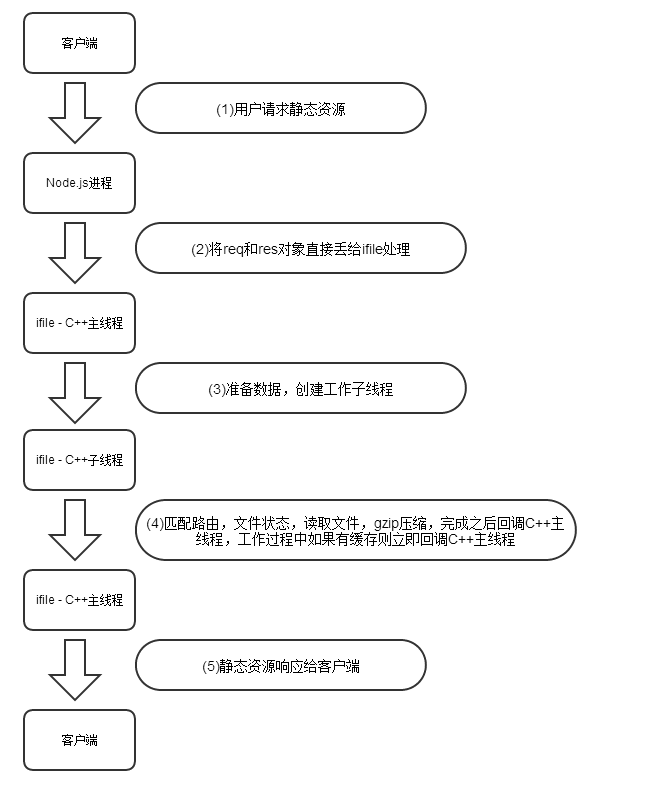 客户端
(1)用户请求静态资源
Node.js进程
(2)将req和res对象直接丢给ifile处理
ifile - C++主线程
(3)准备数据，创建工作子线程
ifile - C++子线程
(4)匹配路由，文件状态，读取文件，gzip压缩，完成之后回调C++主
线程，工作过程中如果有缓存则立即回调C++主线程
ifile - C++主线程
(5)静态资源响应给客户端
客户端